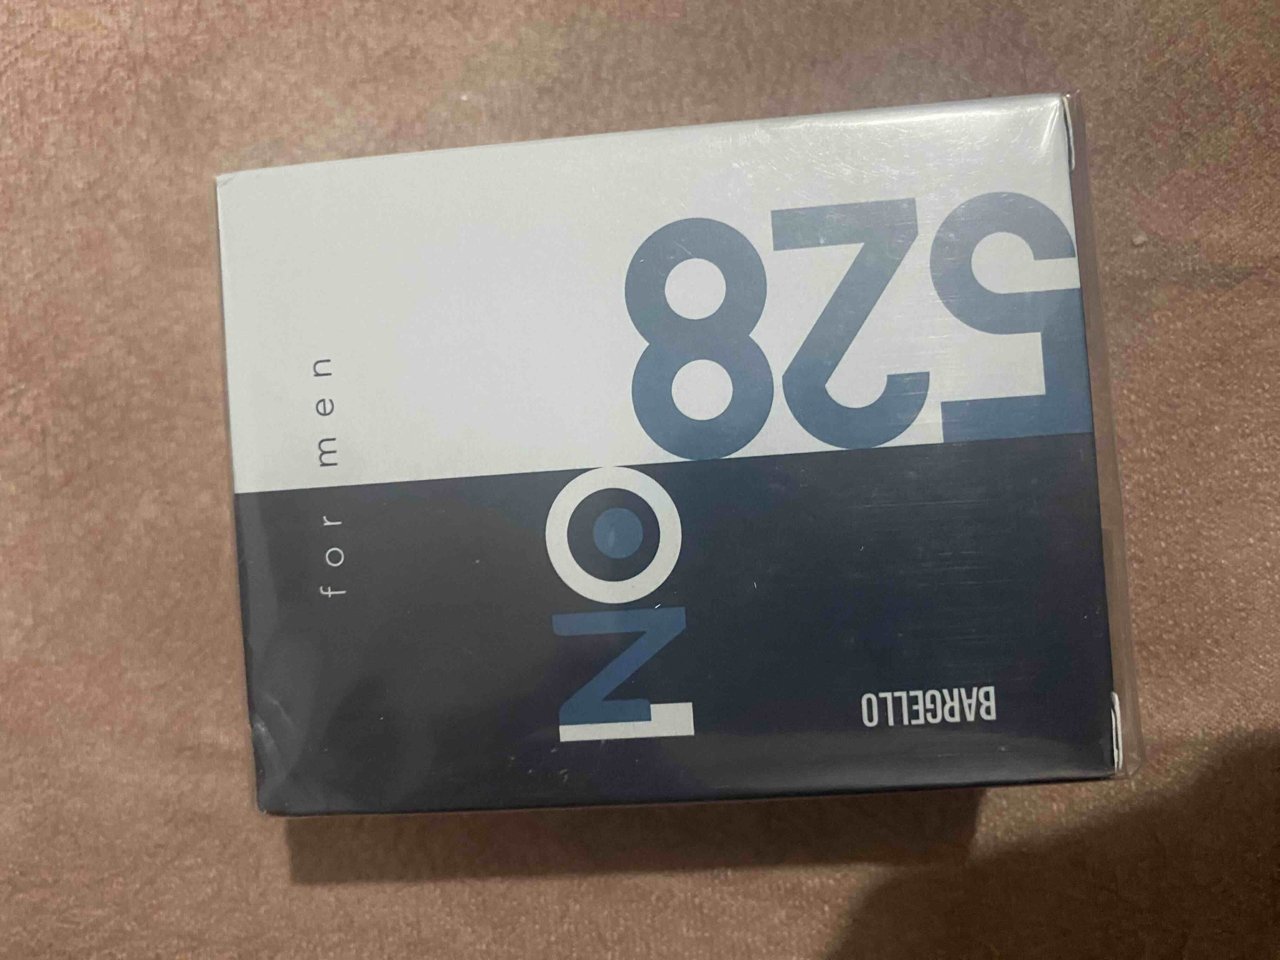 BARGELLO
528
NO
for men